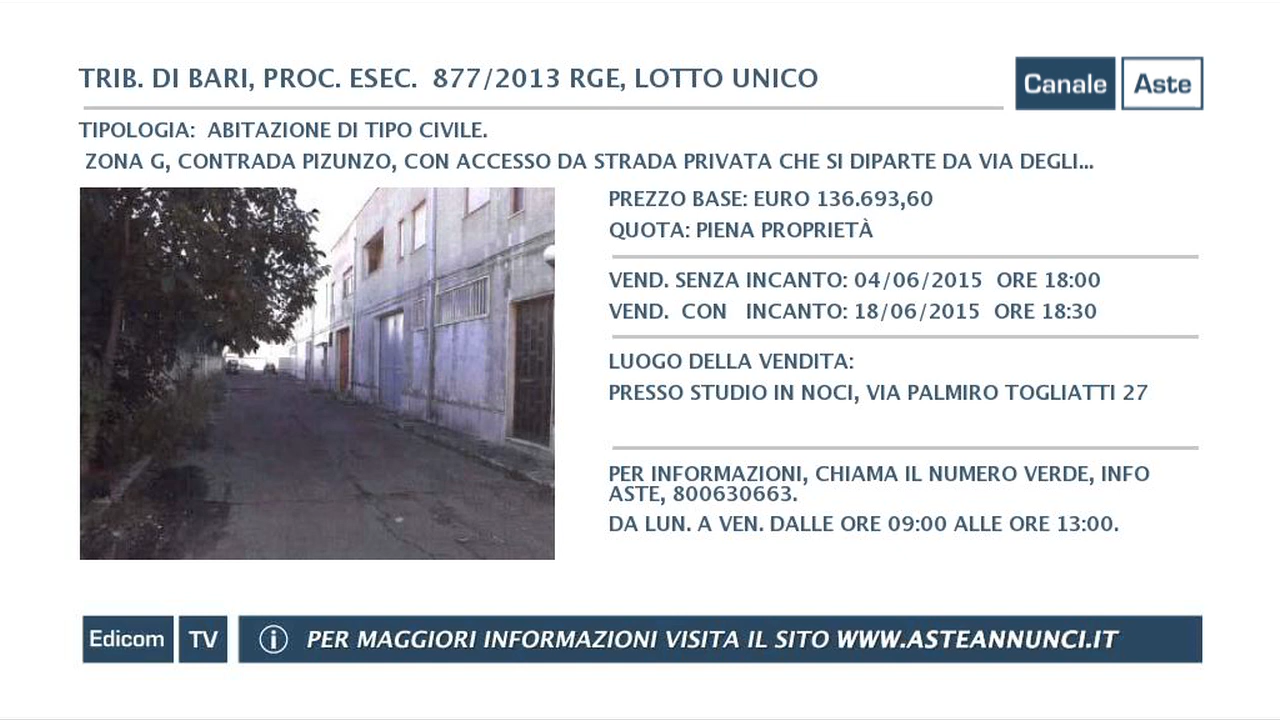 TRIB. DI BARI, PROC. ESEC.  877/2013 RGE, LOTTO UNICO
Canale Aste
TIPOLOGIA:  ABITAZIONE DI TIPO CIVILE.
ZONA G, CONTRADA PIZUNZO, CON ACCESSO DA STRADA PRIVATA CHE SI DIPARTE DA VIA DEGLI...
PREZZO BASE: EURO 136.693,60
QUOTA: PIENA PROPRIETÀ
VEND. SENZA INCANTO: 04/06/2015  ORE 18:00
VEND.  CON   INCANTO: 18/06/2015  ORE 18:30
LUOGO DELLA VENDITA:
PRESSO STUDIO IN NOCI, VIA PALMIRO TOGLIATTI 27
PER INFORMAZIONI, CHIAMA IL NUMERO VERDE, INFO
ASTE, 800630663.
DA LUN. A VEN. DALLE ORE 09:00 ALLE ORE 13:00.
Edicom TV
PER MAGGIORI INFORMAZIONI VISITA IL SITO WWW.ASTEANNUNCI.IT